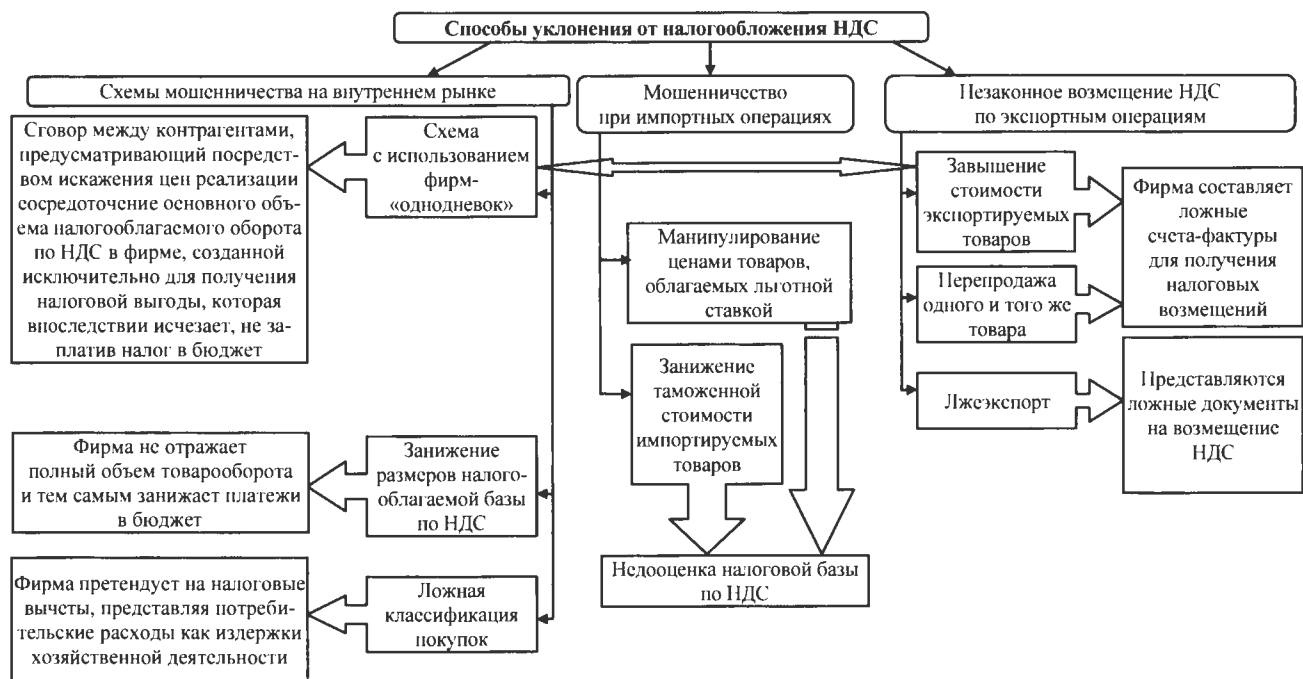 Способы уклонения от налогообложения НДС
Схемы мошенничества на внутреннем рынке
Сговор между контрагентами,
предусматривающий посредст-
вом искажения цен реализации
сосредоточение основного объ-
ема налогооблагаемого оборота
по НДС в фирме, созданной
исключительно для получения
налоговой выгоды, которая
впоследствии исчезает, не за-
платив налог в бюджет
Схема
с использованием
фирм-
«однодневок»
Фирма не отражает
полный объем товарооборота
и тем самым занижает платежи
в бюджет
Занижение
размеров налого-
облагаемой базы
по НДС
Фирма претендует на налоговые
вычеты, представляя потреби-
тельские расходы как издержки
хозяйственной деятельности
Ложная
классификация
покупок
Мошенничество
при импортных операциях
Манипулирование
ценами товаров,
облагаемых льготной
ставкой
Занижение
таможенной
стоимости
импортируемых
товаров
Недооценка налоговой базы
по НДС
Незаконное возмещение НДС
по экспортным операциям
Завышение
стоимости
экспортируемых
товаров
Перепродажа
одного и того же
товара
Фирма составляет
ложные
счета-фактуры
для получения
налоговых
возмещений
Лжеэкспорт
Представляются
ложные документы
на возмещение
НДС